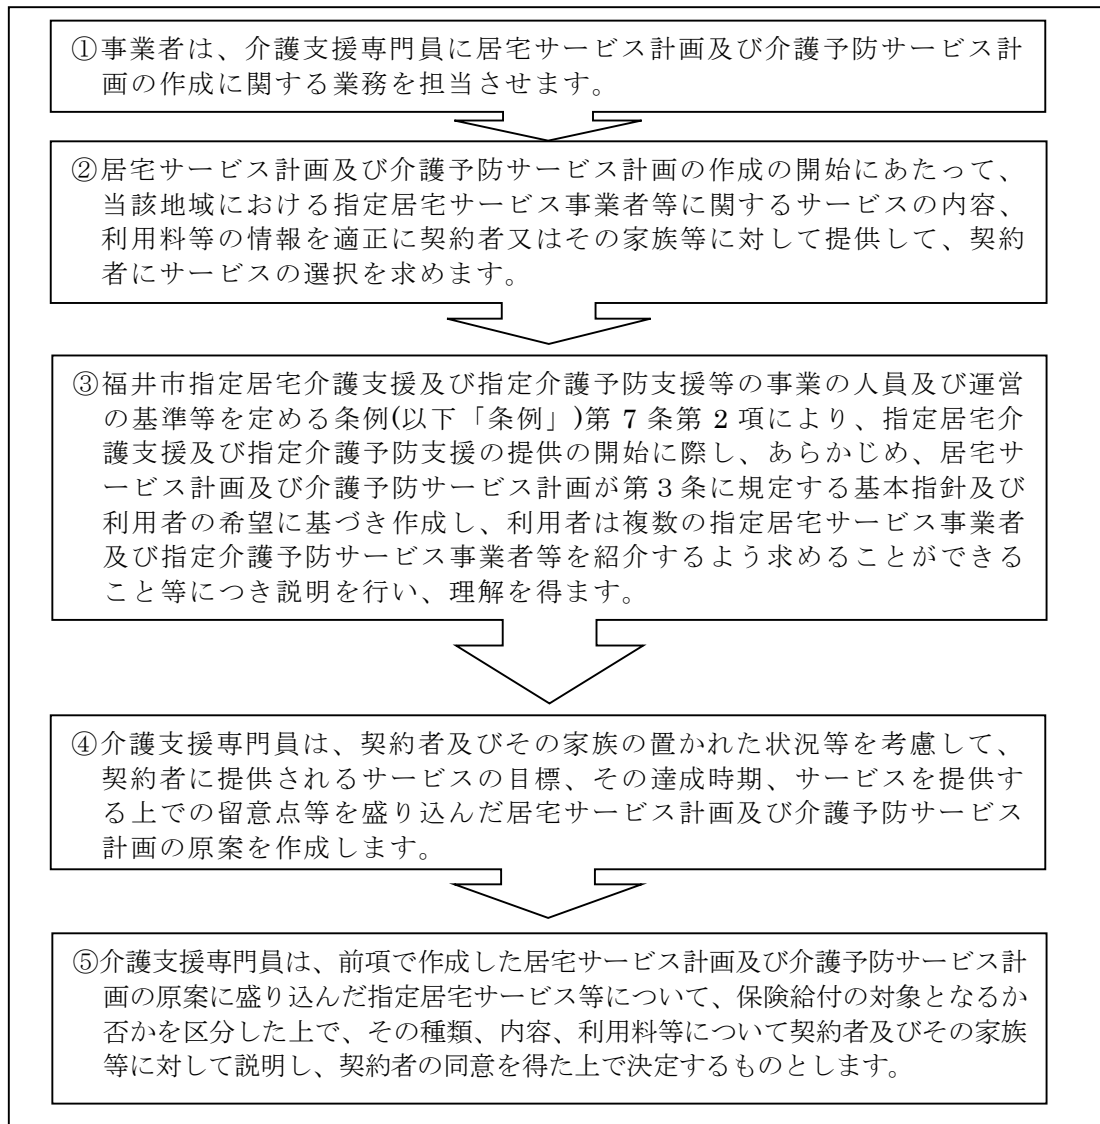 ①事業者は、介護支援専門員に居宅サービス計画及び介護予防サービス計
画の作成に関する業務を担当させます。
②居宅サービス計画及び介護予防サービス計画の作成の開始にあたって、
当該地域における指定居宅サービス事業者等に関するサービスの内容、
利用料等の情報を適正に契約者又はその家族等に対して提供して、契約
者にサービスの選択を求めます。
③福井市指定居宅介護支援及び指定介護予防支援等の事業の人員及び運営
の基準等を定める条例(以下「条例」)第 7 条第 2 項により、指定居宅介
護支援及び指定介護予防支援の提供の開始に際し、あらかじめ、居宅サ
ービス計画及び介護予防サービス計画が第３条に規定する基本指針及び
利用者の希望に基づき作成し、利用者は複数の指定居宅サービス事業者
及び指定介護予防サービス事業者等を紹介するよう求めることができる
こと等につき説明を行い、理解を得ます。
④介護支援専門員は、契約者及びその家族の置かれた状況等を考慮して、
契約者に提供されるサービスの目標、その達成時期、サービスを提供す
る上での留意点等を盛り込んだ居宅サービス計画及び介護予防サービス
計画の原案を作成します。
⑤介護支援専門員は、前項で作成した居宅サービス計画及び介護予防サービス計
画の原案に盛り込んだ指定居宅サービス等について、保険給付の対象となるか
否かを区分した上で、その種類、内容、利用料等について契約者及びその家族
等に対して説明し、契約者の同意を得た上で決定するものとします。